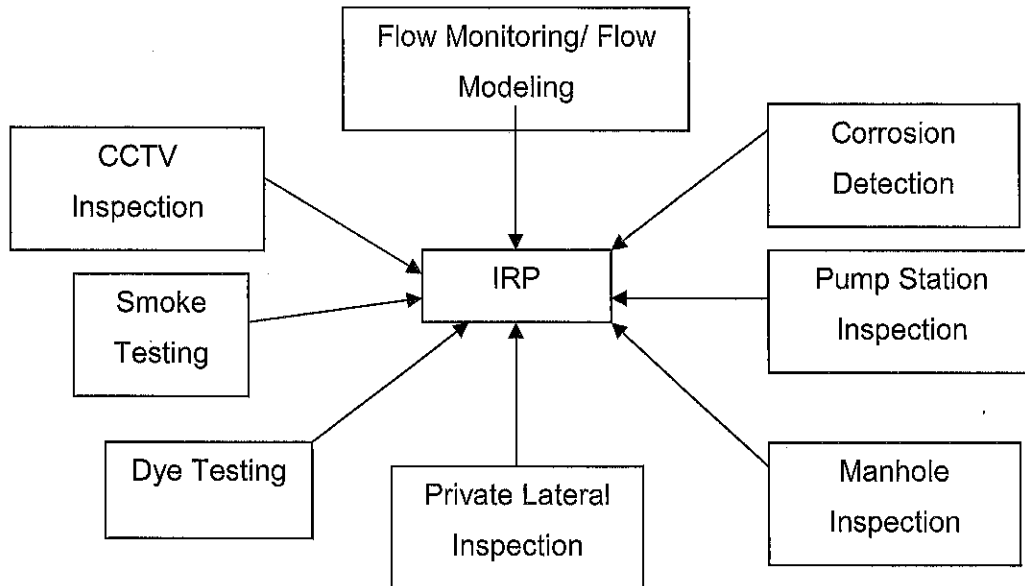 Flow Monitoring/ Flow
Modeling
CCTV
Inspection
Corrosion
Detection
IRP
Smoke
Testing
Pump Station
Inspection
Dye Testing
Private Lateral
Inspection
Manhole
Inspection